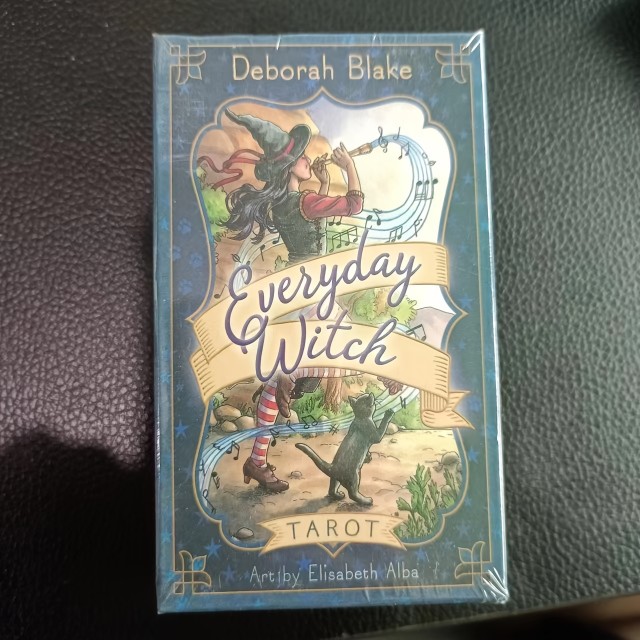 Deborah Blake
Everyday
Witch
TAROT
Art by Elisabeth Alba